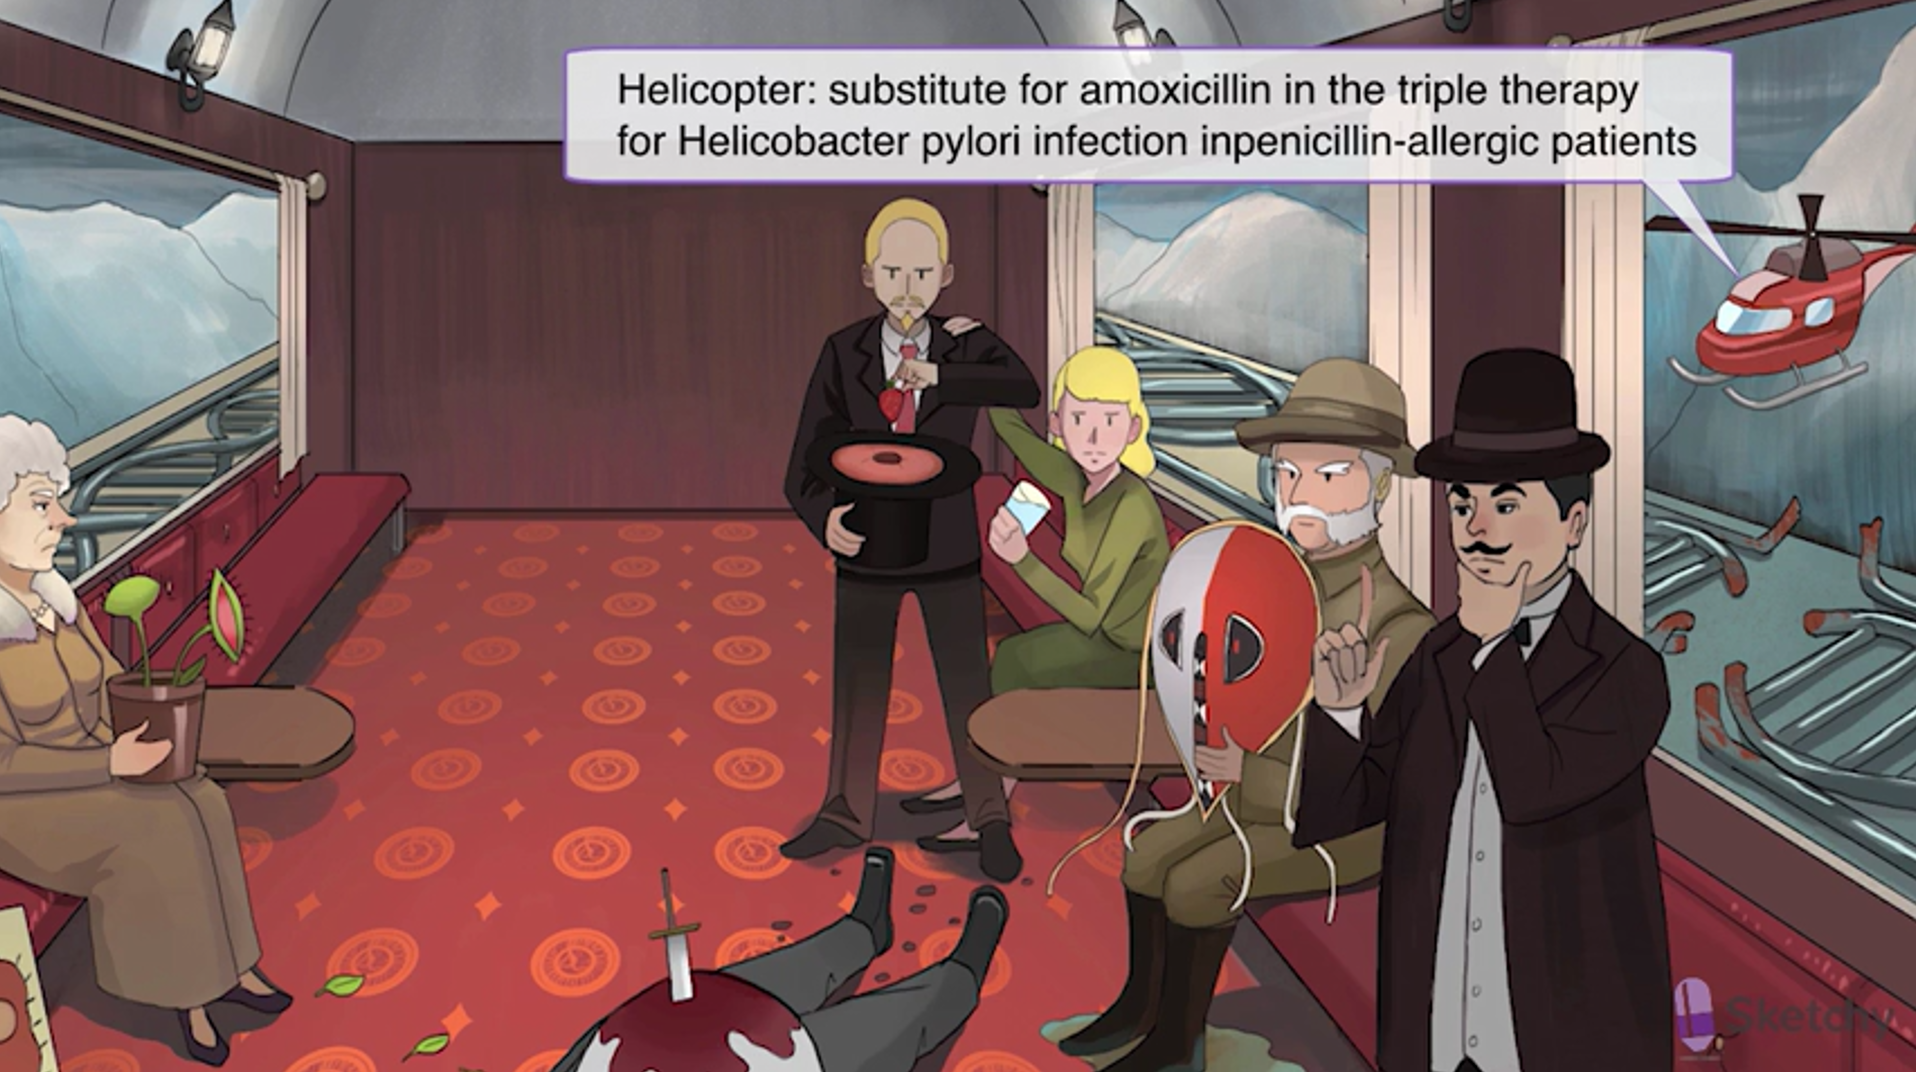 Helicopter: substitute for amoxicillin in the triple therapy
for Helicobacter pylori infection inpenicillin-allergic patients
Sketchy